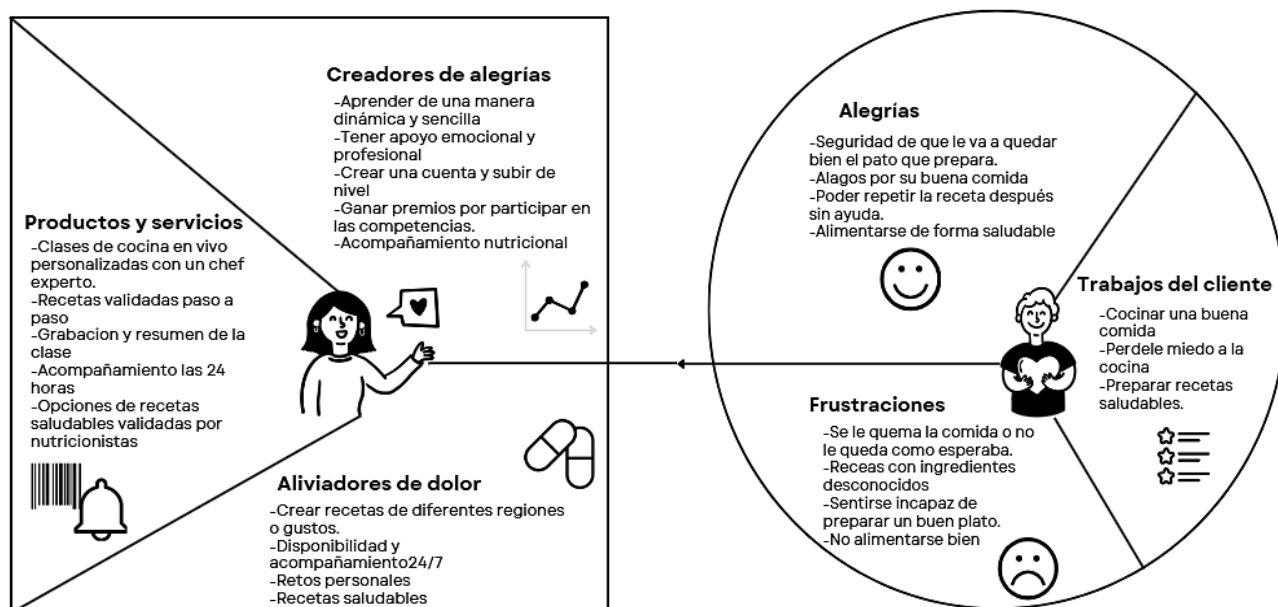 Creadores de alegrías
-Aprender de una manera
dinámica y sencilla
-Tener apoyo emocional y
profesional
-Crear una cuenta y subir de
nivel
-Ganar premios por participar en
las competencias.
-Acompañamiento nutricional
Productos y servicios
-Clases de cocina en vivo
personalizadas con un chef
experto.
-Recetas validadas paso a
paso
-Grabacion y resumen de la
clase
-Acompañamiento las 24
horas
-Opciones de recetas
saludables validadas por
nutricionistas
Aliviadores de dolor
-Crear recetas de diferentes regiones
o gustos.
-Disponibilidad y
acompañamiento24/7
-Retos personales
-Recetas saludables
Alegrías
-Seguridad de que le va a quedar
bien el pato que prepara.
-Alagos por su buena comida
-Poder repetir la receta después
sin ayuda.
-Alimentarse de forma saludable
Trabajos del cliente
-Cocinar una buena
comida
-Perdele miedo a la
cocina
-Preparar recetas
saludables.
Frustraciones
-Se le quema la comida o no
le queda como esperaba.
-Receas con ingredientes
desconocidos
-Sentirse incapaz de
preparar un buen plato.
-No alimentarse bien